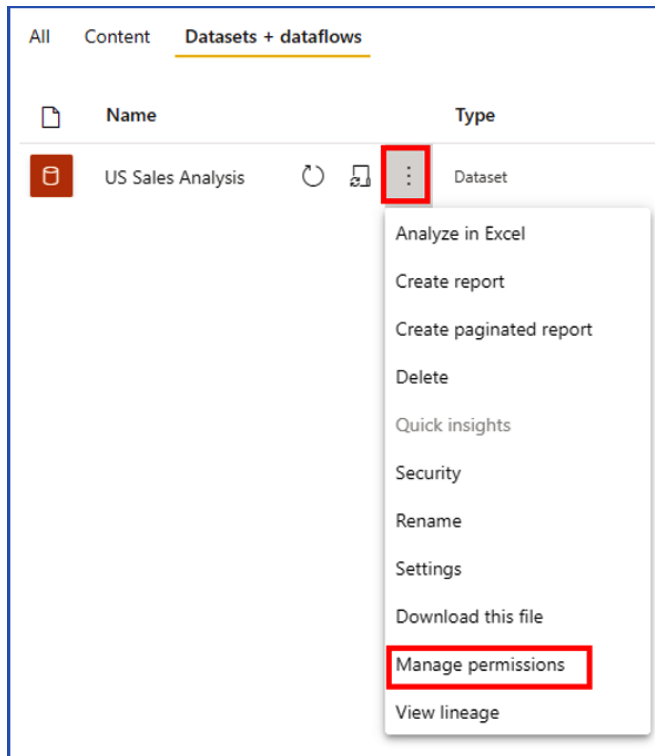 All Content Datasets + dataflows
Name Type
US Sales Analysis Dataset
Analyze in Excel
Create report
Create paginated report
Delete
Quick insights
Security
Rename
Settings
Download this file
Manage permissions
View lineage